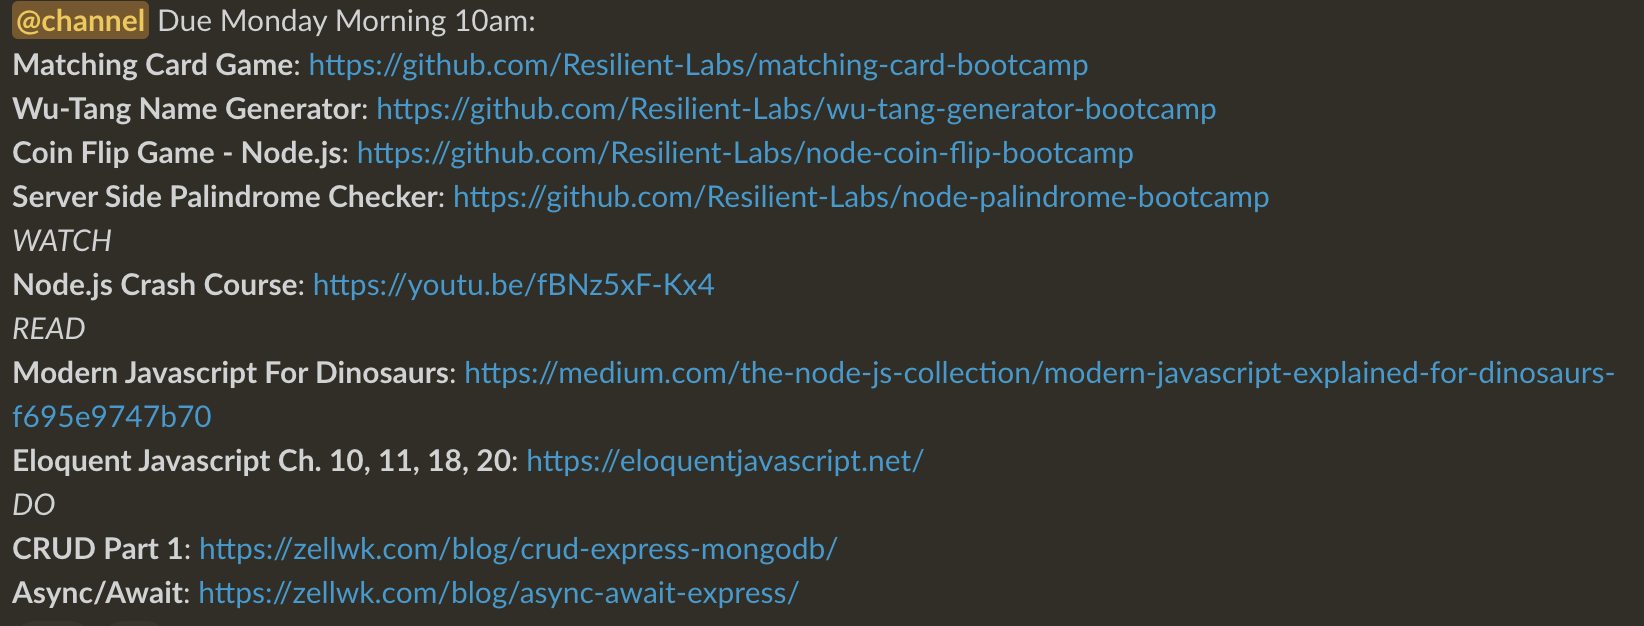 @channel Due Monday Morning 10am:
Matching Card Game: https://github.com/Resilient-Labs/matching-card-bootcamp
Wu-Tang Name Generator: https://github.com/Resilient-Labs/wu-tang-generator-bootcamp
Coin Flip Game - Node.js: https://github.com/Resilient-Labs/node-coin-flip-bootcamp
Server Side Palindrome Checker: https://github.com/Resilient-Labs/node-palindrome-bootcamp
WATCH
Node.js Crash Course: https://youtu.be/fBNz5xF-Kx4
READ
Modern Javascript For Dinosaurs: https://medium.com/the-node-js-collection/modern-javascript-explained-for-dinosaurs-
f695e9747b70
Eloquent Javascript Ch. 10, 11, 18, 20: https://eloquentjavascript.net/
DO
CRUD Part 1: https://zellwk.com/blog/crud-express-mongodb/
Async/Await: https://zellwk.com/blog/async-await-express/